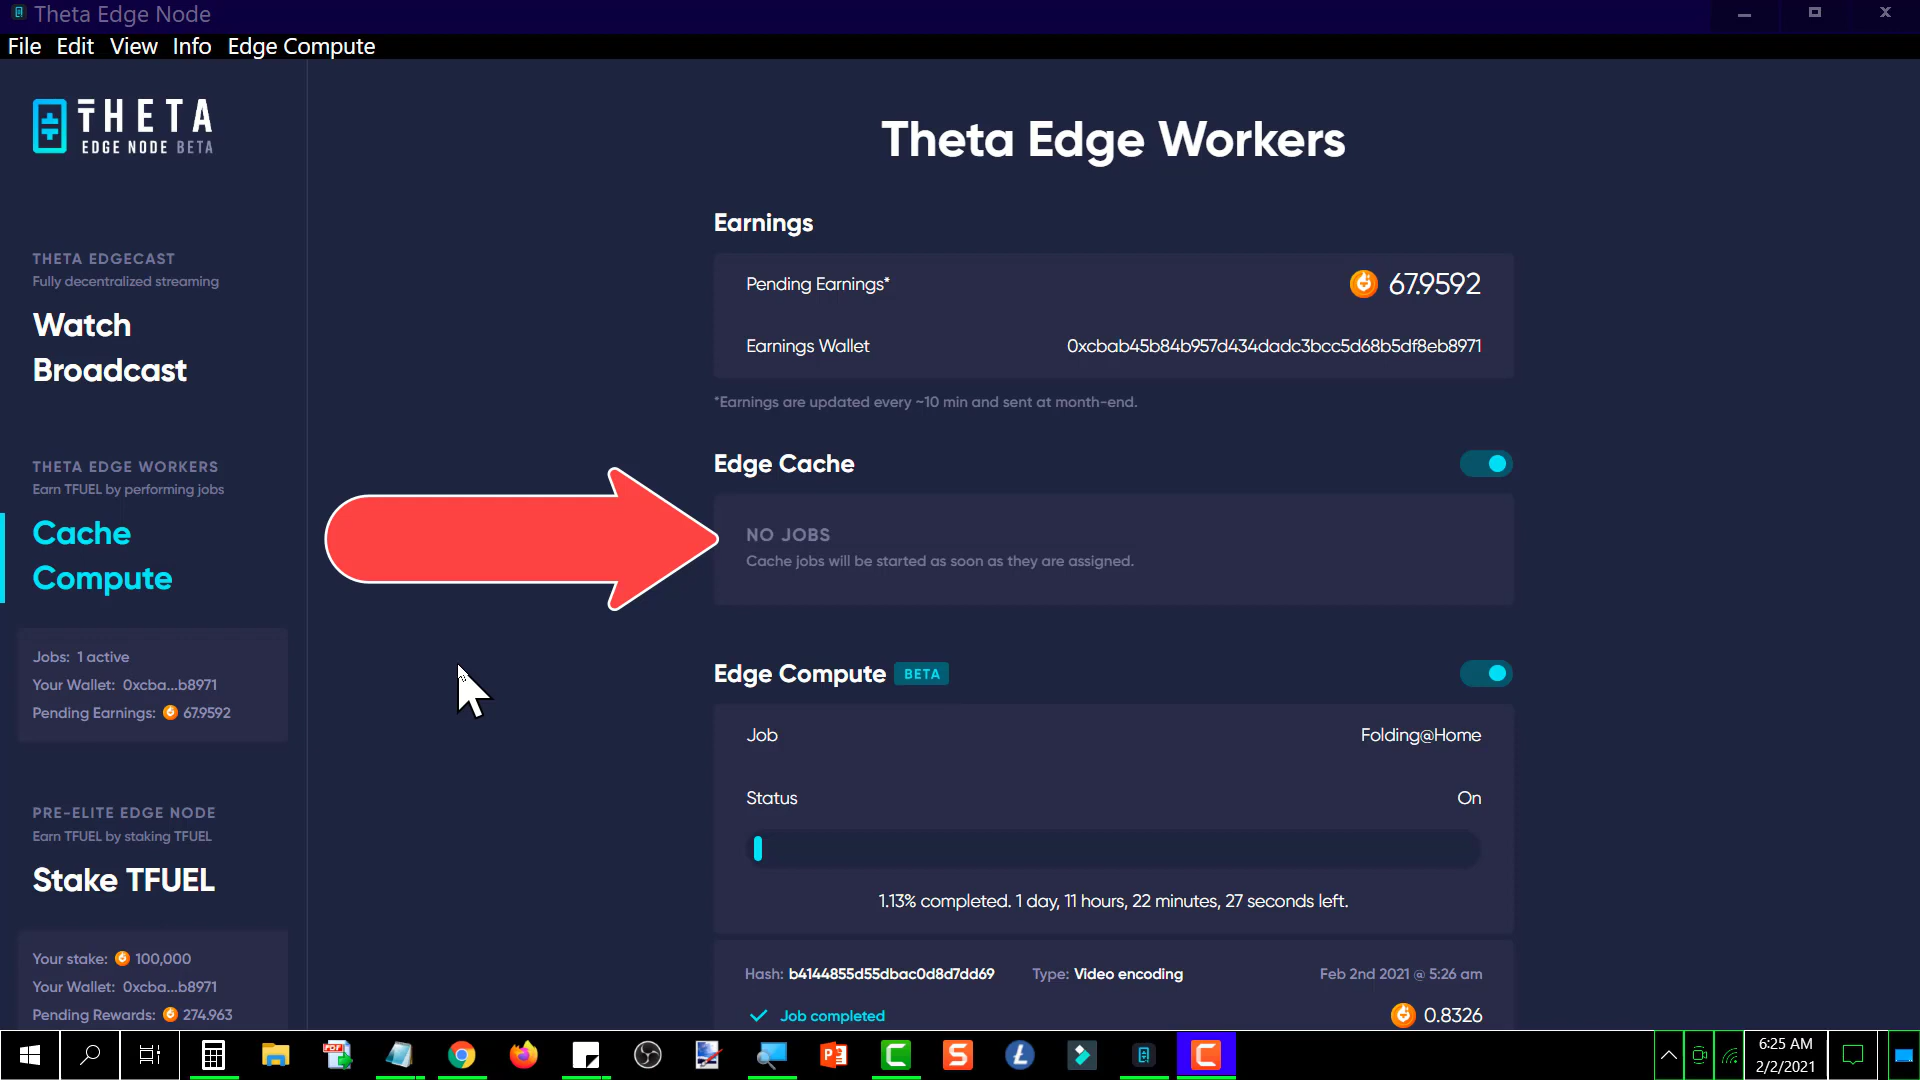 Theta Edge Node
File Edit View Info Edge Compute
THETA
EDGE NODE BETA
THETA EDGECAST
Fully decentralized streaming
Watch
Broadcast
THETA EDGE WORKERS
Earn TFUEL by performing jobs
Cache
Compute
Jobs: 1 active
Your Wallet: 0xcba...b8971
Pending Earnings: 67.9592
PRE-ELITE EDGE NODE
Earn TFUEL by staking TFUEL
Stake TFUEL
Your stake: 100,000
Your Wallet: 0xcba...b8971
Pending Rewards: 274.963
Theta Edge Workers
Earnings
Pending Earnings* 67.9592
Earnings Wallet 0xcbab45b84b957d434dadc3bcc5d68b5df8eb8971
*Earnings are updated every ~10 min and sent at month-end.
Edge Cache
NO JOBS
Cache jobs will be started as soon as they are assigned.
Edge Compute BETA
Job Folding@Home
Status On
1.13% completed. 1 day, 11 hours, 22 minutes, 27 seconds left.
Hash: b4144855d55dbac0d8d7dd69 Type: Video encoding Feb 2nd 2021 @ 5:26 am
Job completed 0.8326
6:25 AM
2/2/2021